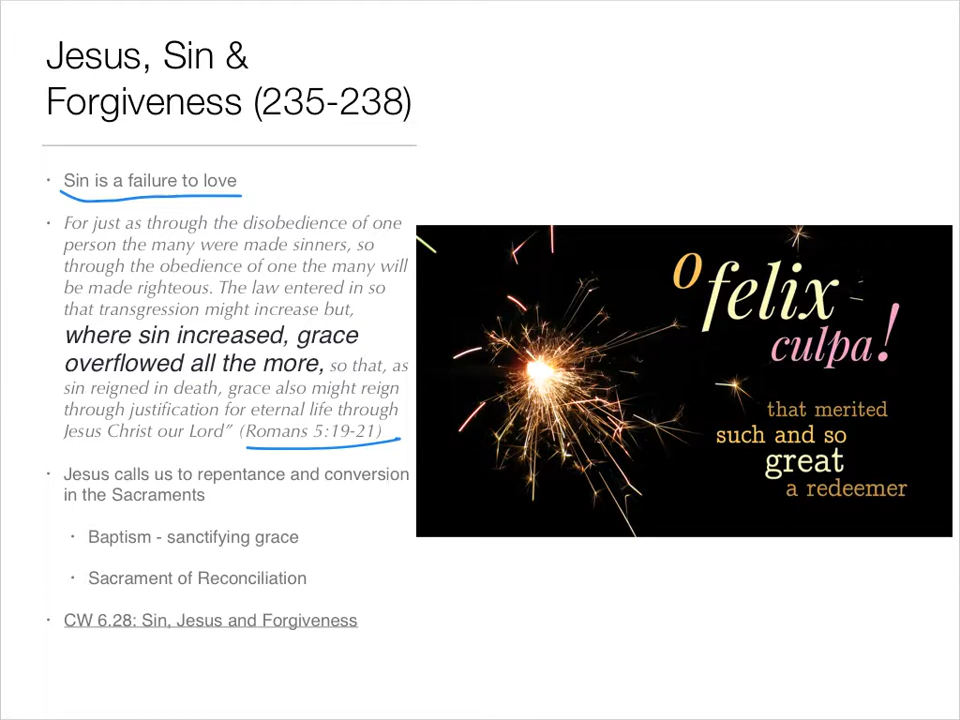 Jesus, Sin &
Forgiveness (235-238)
• Sin is a failure to love
• For just as through the disobedience of one
person the many were made sinners, so
through the obedience of one the many will
be made righteous. The law entered in so
that transgression might increase but,
where sin increased, grace
overflowed all the more, so that, as
sin reigned in death, grace also might reign
through justification for eternal life through
Jesus Christ our Lord” (Romans 5:19-21)
• Jesus calls us to repentance and conversion
in the Sacraments
• Baptism - sanctifying grace
• Sacrament of Reconciliation
• CW 6.28: Sin, Jesus and Forgiveness
o felix
culpa!
that merited
such and so
great
a redeemer